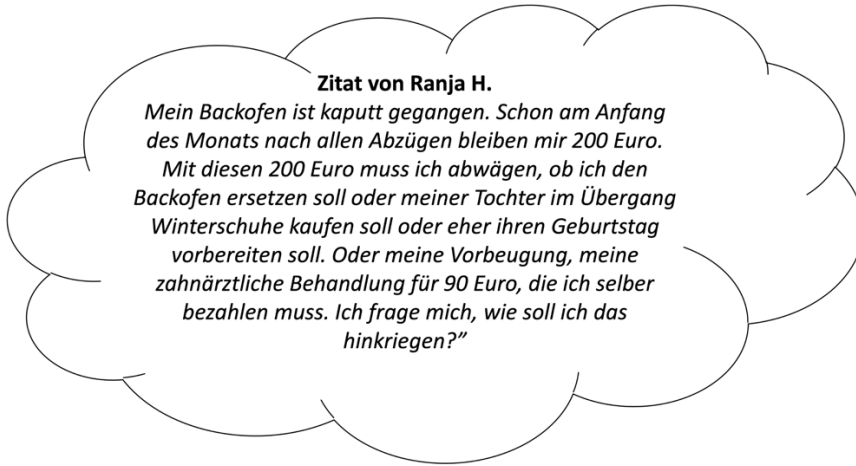 Zitat von Ranja H.
Mein Backofen ist kaputt gegangen. Schon am Anfang
des Monats nach allen Abzügen bleiben mir 200 Euro.
Mit diesen 200 Euro muss ich abwägen, ob ich den
Backofen ersetzen soll oder meiner Tochter im Übergang
Winterschuhe kaufen soll oder eher ihren Geburtstag
vorbereiten soll. Oder meine Vorbeugung, meine
zahnärztliche Behandlung für 90 Euro, die ich selber
bezahlen muss. Ich frage mich, wie soll ich das
hinkriegen?”